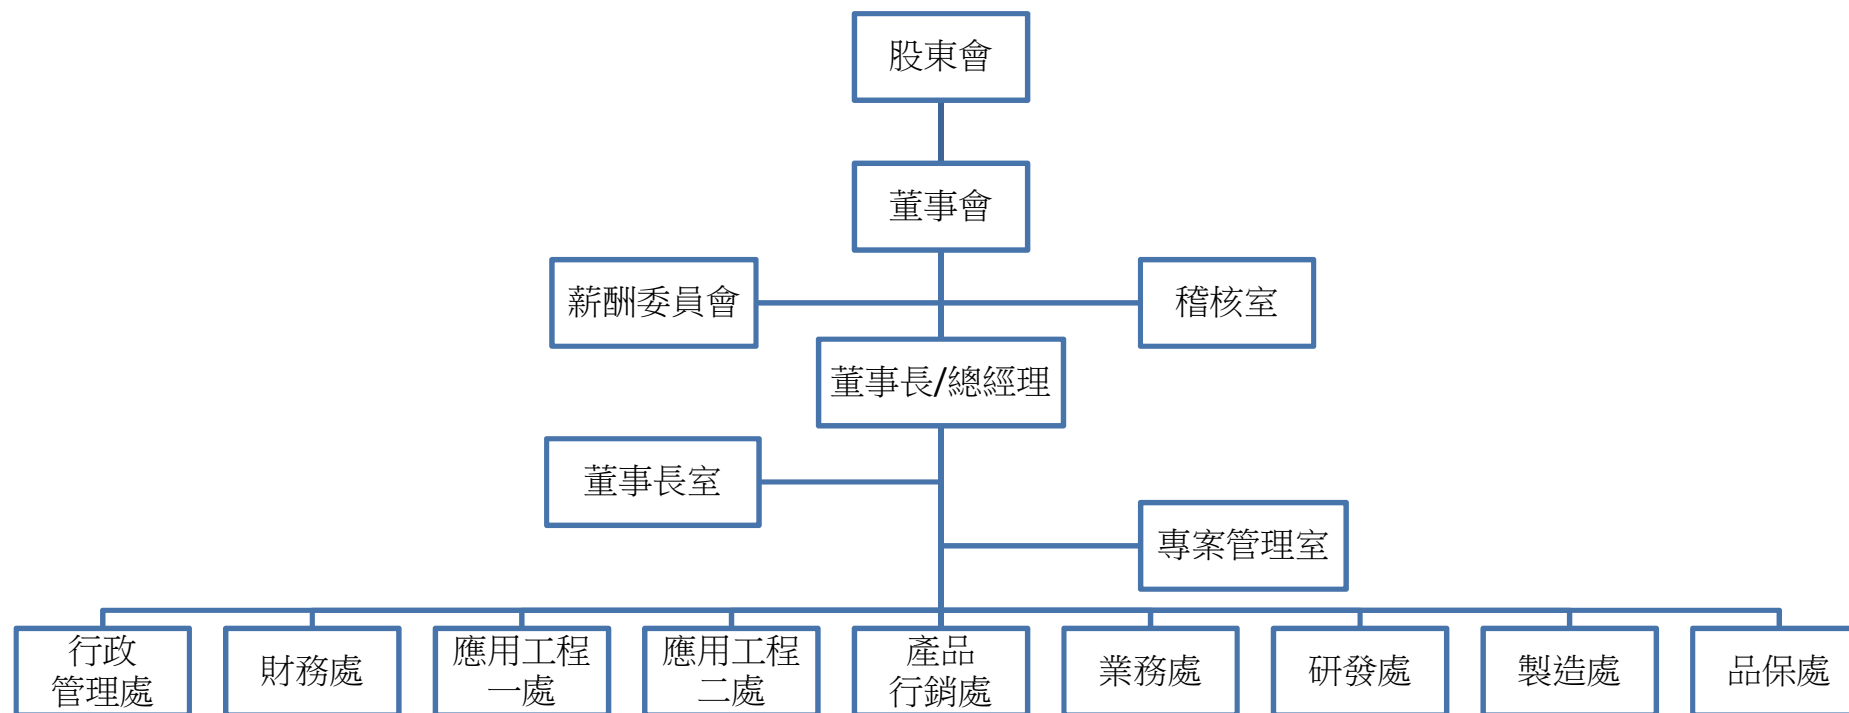 股東會
董事會
薪酬委員會
稽核室
董事長/總經理
董事長室
專案管理室
行政
管理處
財務處
應用工程
一處
應用工程
二處
產品
行銷處
業務處
研發處
製造處
品保處